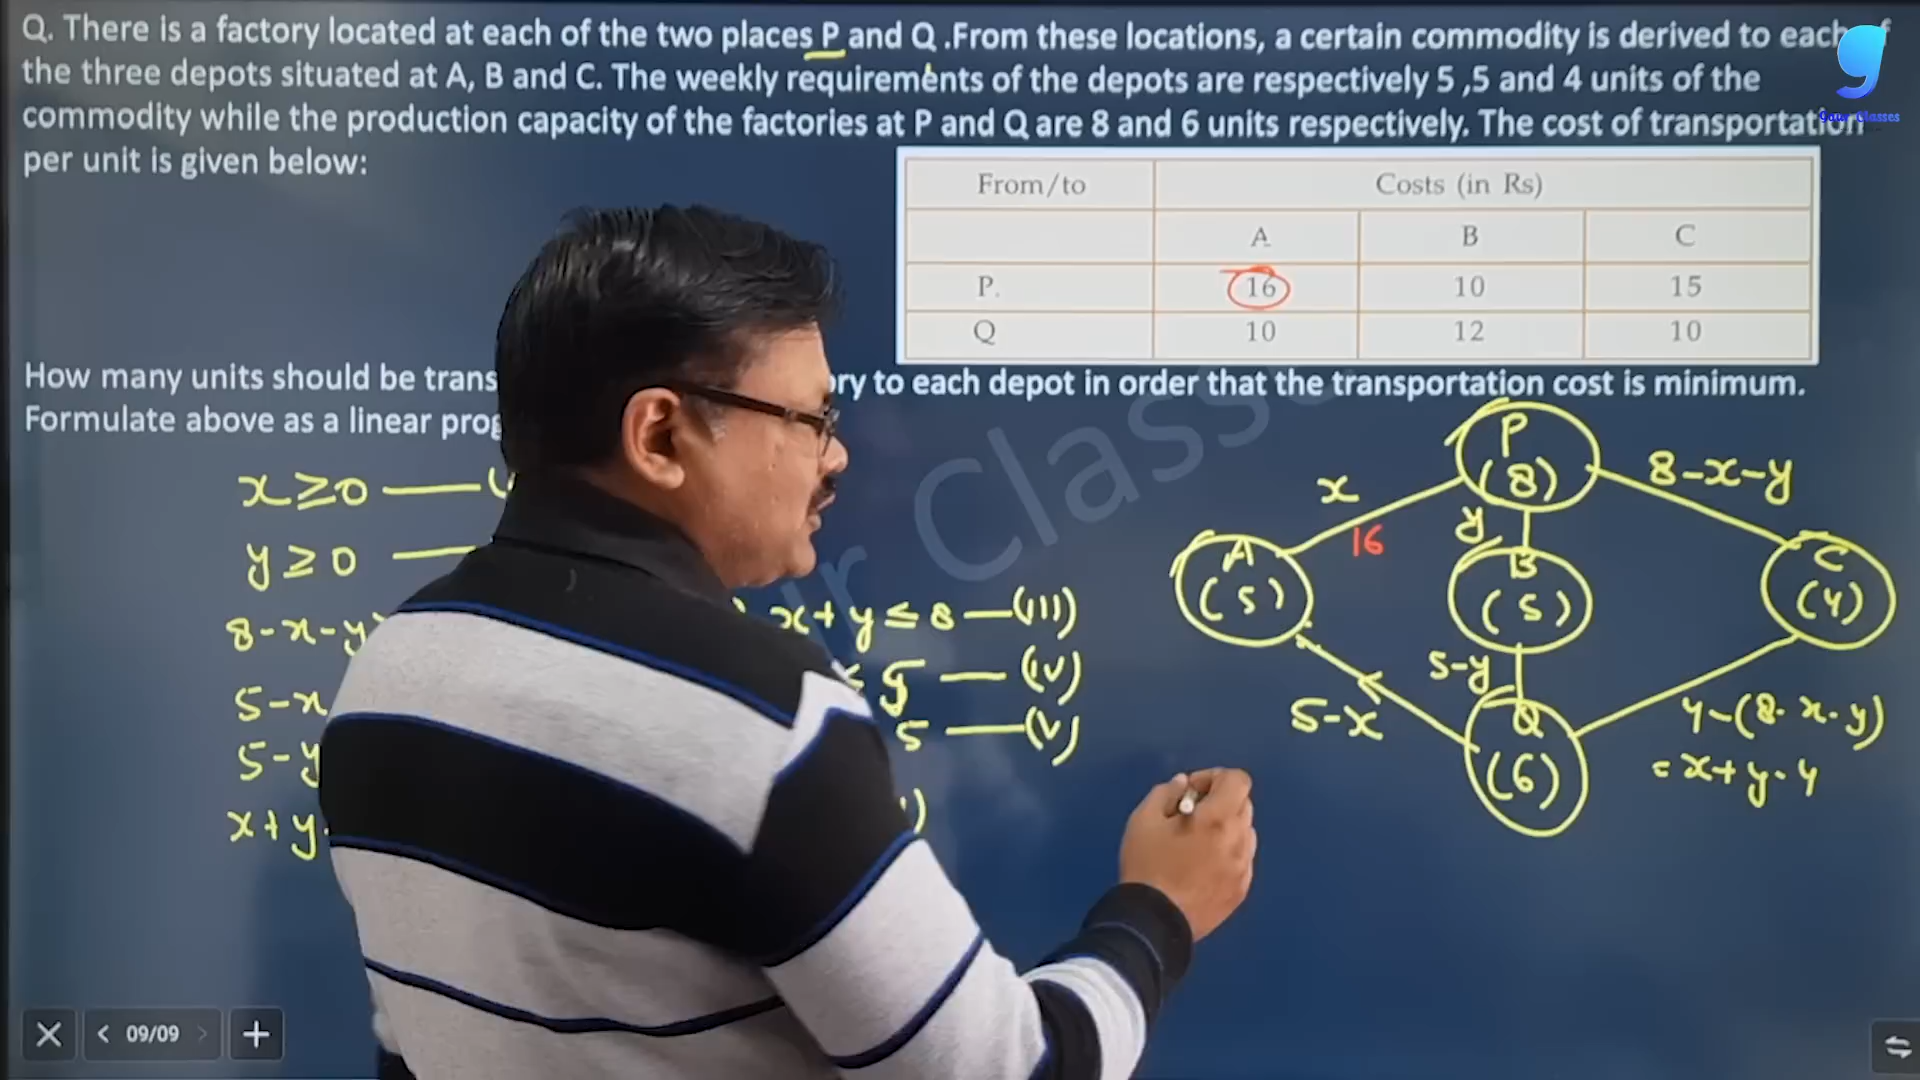 Q. There is a factory located at each of the two places P and Q .From these locations, a certain commodity is derived to each of
the three depots situated at A, B and C. The weekly requirements of the depots are respectively 5 ,5 and 4 units of the
commodity while the production capacity of the factories at P and Q are 8 and 6 units respectively. The cost of transportation
per unit is given below:
Gaur Classes
From/to Costs (in Rs)
A B C
P. 16 10 15
Q 10 12 10
How many units should be trans ory to each depot in order that the transportation cost is minimum.
Formulate above as a linear prog
x ≥ 0
y ≥ 0
8-x-y x+y ≤ 8 —(III)
5-x ≤ 5 —(IV)
5-y 5 —(V)
x+y-
P
(8)
x
16
y
8-x-y
A
(5)
B
(5)
C
(4)
5-x
5-y
Q
(6)
4-(8-x-y)
= x+y-4
ur Class
09/09